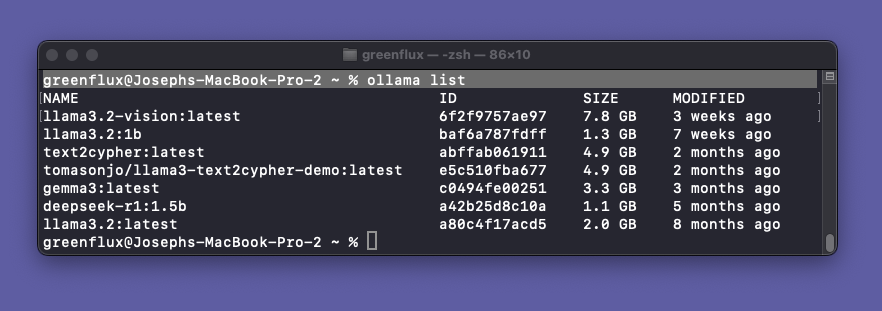 greenflux — -zsh — 86×10
greenflux@Josephs-MacBook-Pro-2 ~ % ollama list
NAME ID SIZE MODIFIED
llama3.2-vision:latest 6f2f9757ae97 7.8 GB 3 weeks ago
llama3.2:1b baf6a787fdff 1.3 GB 7 weeks ago
text2cypher:latest abffab061911 4.9 GB 2 months ago
tomasonjo/llama3-text2cypher-demo:latest e5c510fba677 4.9 GB 2 months ago
gemma3:latest c0494fe00251 3.3 GB 3 months ago
deepseek-r1:1.5b a42b25d8c10a 1.1 GB 5 months ago
llama3.2:latest a80c4f17acd5 2.0 GB 8 months ago
greenflux@Josephs-MacBook-Pro-2 ~ %